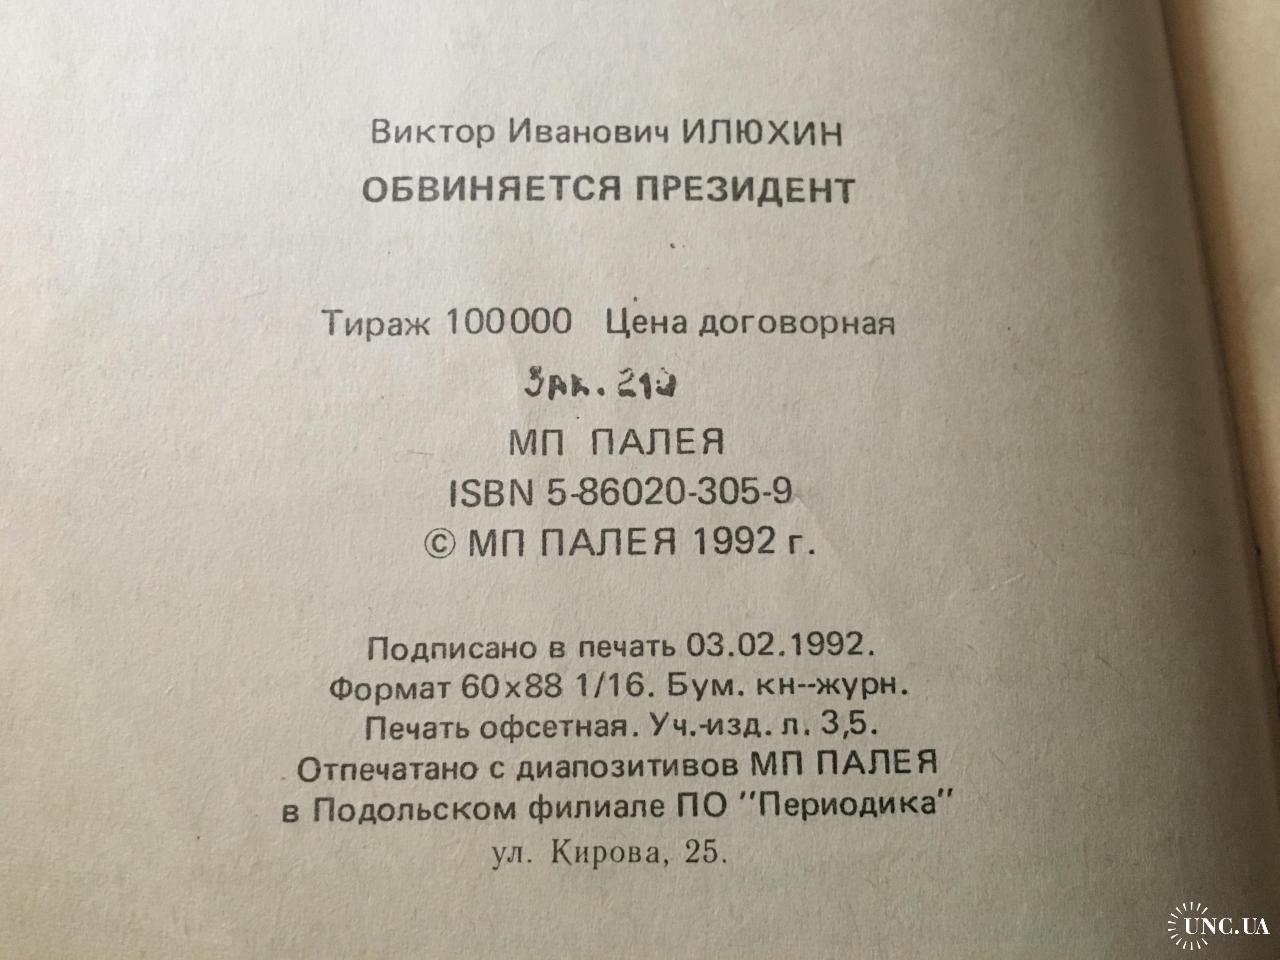 Виктор Иванович ИЛЮХИН
ОБВИНЯЕТСЯ ПРЕЗИДЕНТ
Тираж 100000 Цена договорная
Зак.
МП ПАЛЕЯ
ISBN 5-86020-305-9
© МП ПАЛЕЯ 1992 г.
Подписано в печать 03.02.1992.
Формат 60х88 1/16. Бум. кн--журн.
Печать офсетная. Уч.-изд. л. 3,5.
Отпечатано с диапозитивов МП ПАЛЕЯ
в Подольском филиале ПО "Периодика"
ул. Кирова, 25.
UNC.UA